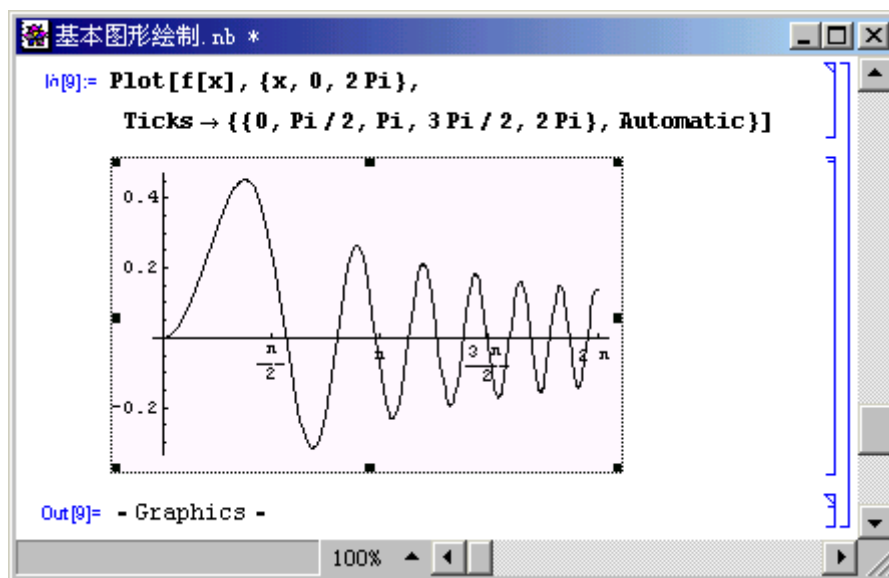 基本图形绘制.nb *
In[9]:= Plot[f[x], {x, 0, 2 Pi},
Ticks → {{0, Pi / 2, Pi, 3 Pi / 2, 2 Pi}, Automatic}]
0.4
0.2
-0.2
π/2
π
3 π/2
2 π
Out[9]= - Graphics -
100%